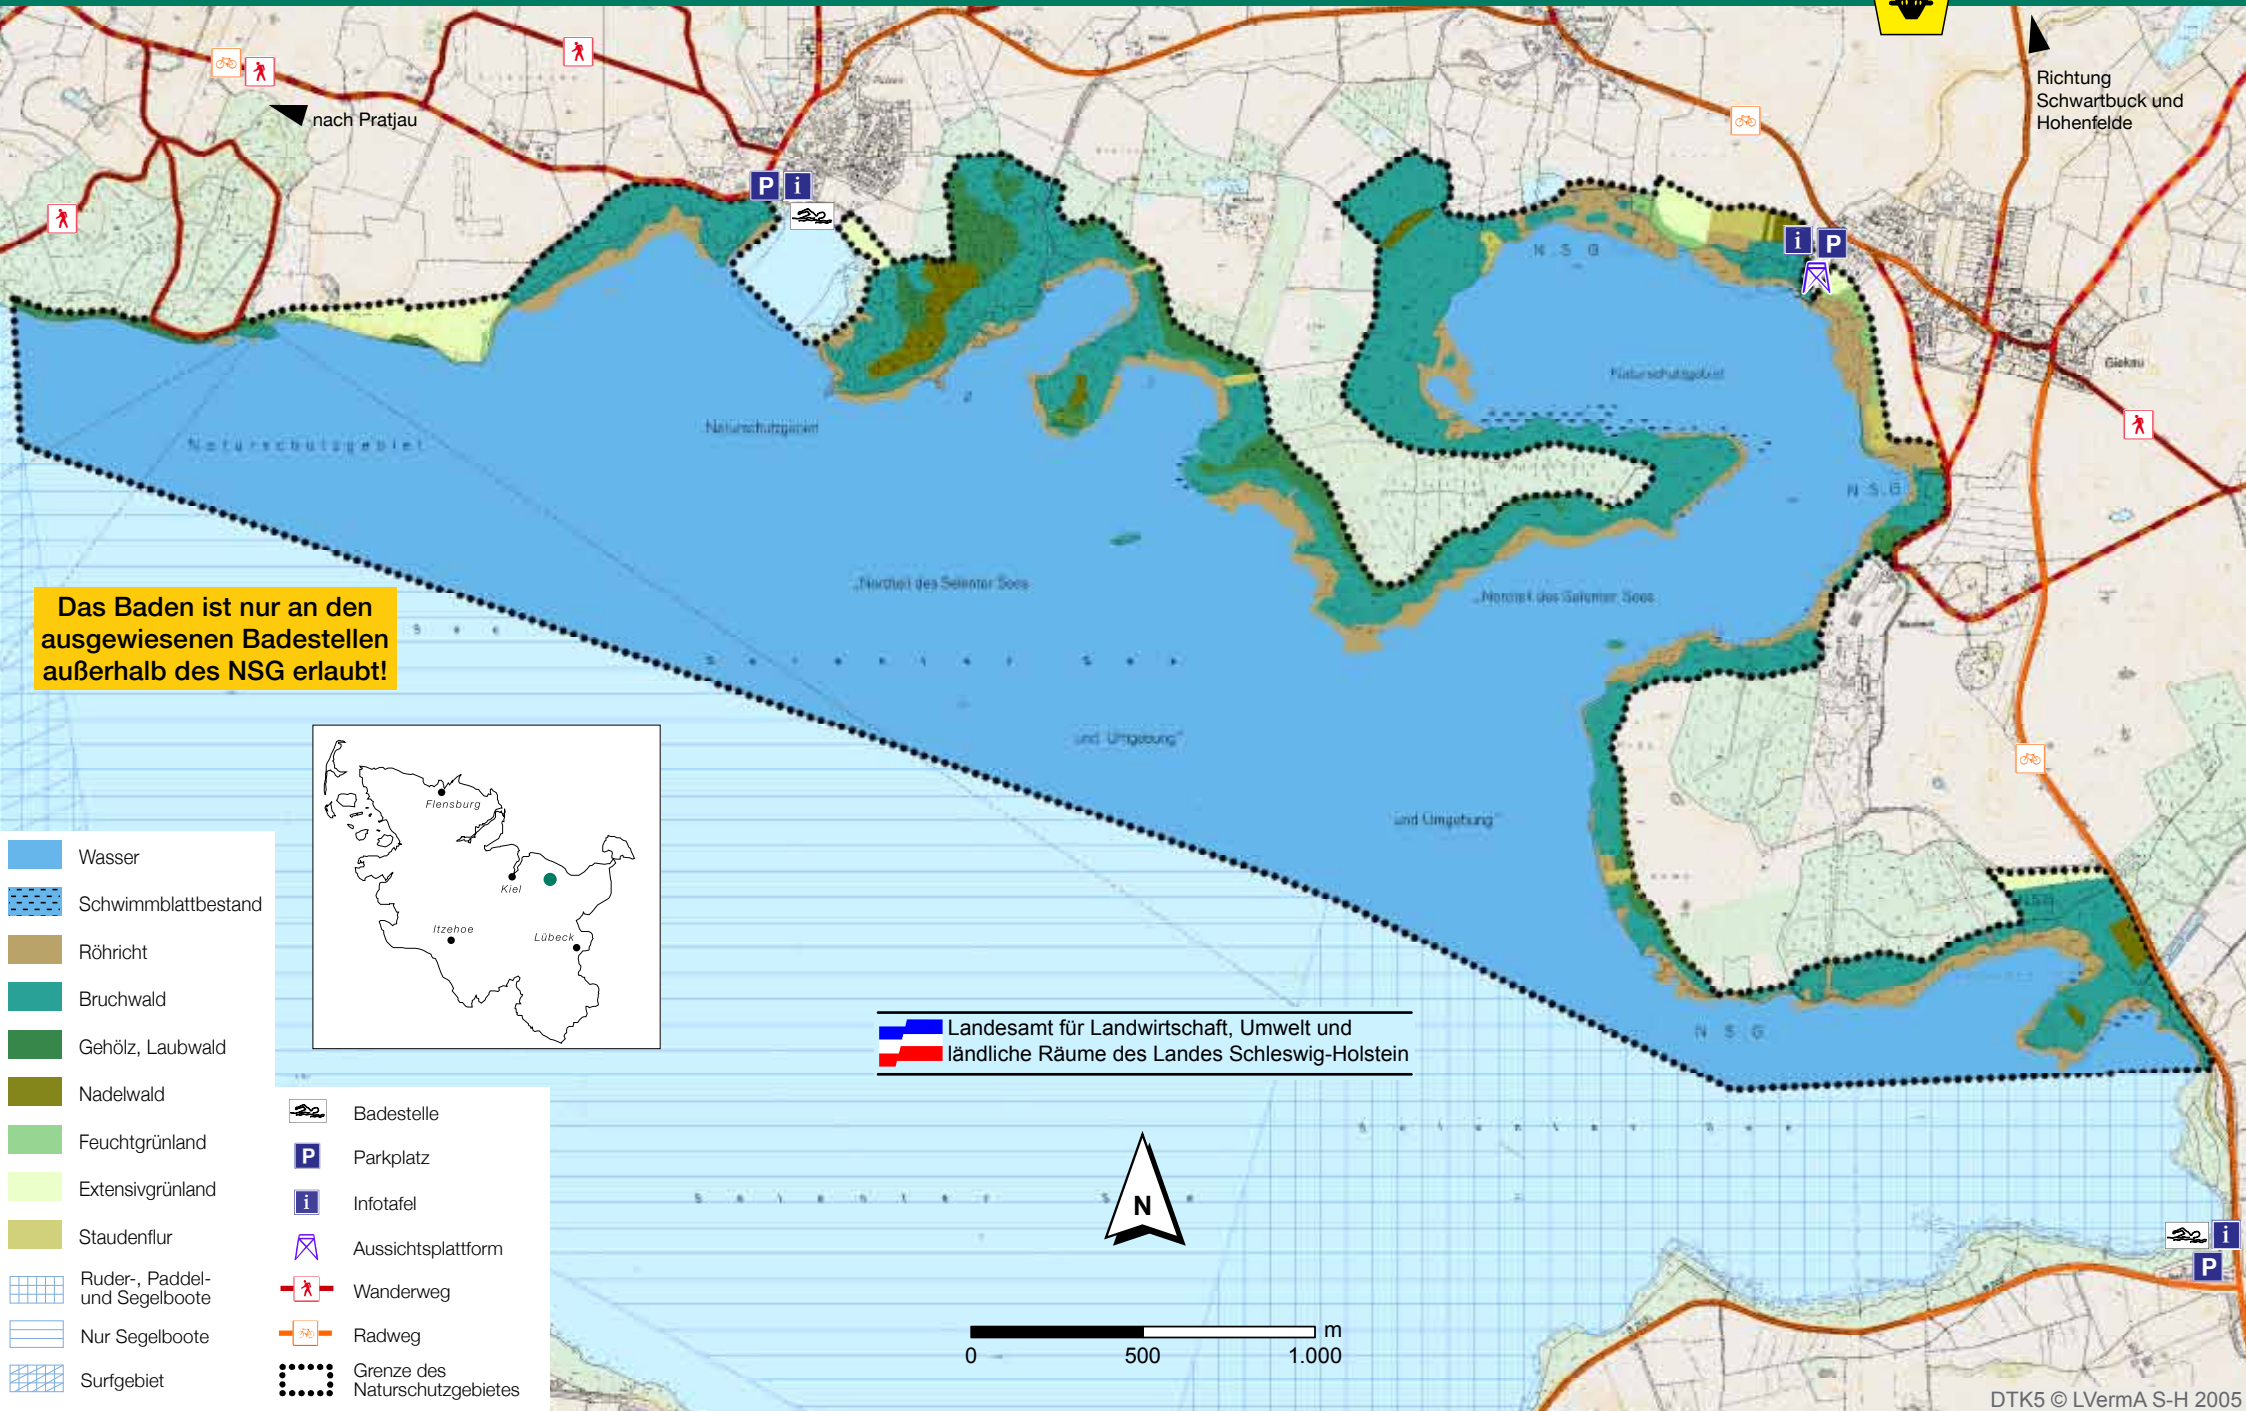 Richtung
Schwartbuck und
Hohenfelde
nach Pratjau
P i
i P
N S G
Giekau
Naturschutzgebiet
Naturschutzgebiet
Naturschutzgebiet
N S G
„Nordteil des Selenter Sees
„Nordteil des Selenter Sees
Das Baden ist nur an den
ausgewiesenen Badestellen
außerhalb des NSG erlaubt!
S e e
S e l e n t e r S e e
und Umgebung"
und Umgebung"
Flensburg
Kiel
Itzehoe
Lübeck
NSG
N S G
Landesamt für Landwirtschaft, Umwelt und
ländliche Räume des Landes Schleswig-Holstein
S e l e n t e r S e e
S e l e n t e r S e e
Wasser
Schwimmblattbestand
Röhricht
Bruchwald
Gehölz, Laubwald
Nadelwald
Feuchtgrünland
Extensivgrünland
Staudenflur
Ruder-, Paddel-
und Segelboote
Nur Segelboote
Surfgebiet
Badestelle
P Parkplatz
i Infotafel
Aussichtsplattform
Wanderweg
Radweg
Grenze des
Naturschutzgebietes
N
m
0 500 1.000
i
P
DTK5 © LVermA S-H 2005